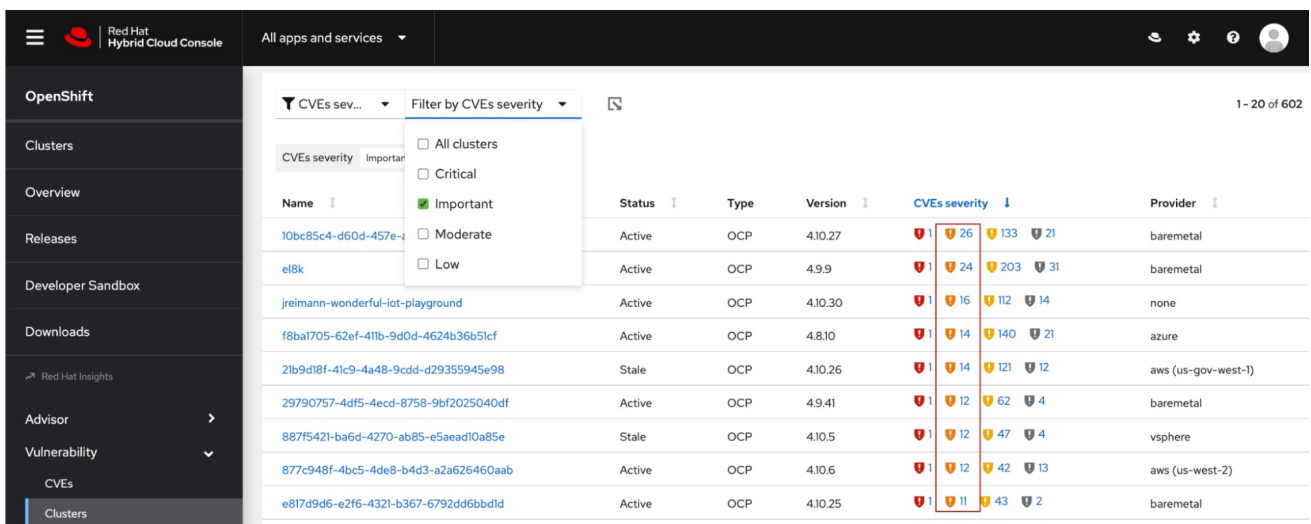 Red Hat
Hybrid Cloud Console
All apps and services
OpenShift
Clusters
Overview
Releases
Developer Sandbox
Downloads
Red Hat Insights
Advisor
Vulnerability
CVEs
Clusters
CVEs sev...
Filter by CVEs severity
1 - 20 of 602
CVEs severity Importan
All clusters
Critical
Important
Moderate
Low
Name Status Type Version CVEs severity Provider
10bc85c4-d60d-457e-a Active OCP 4.10.27 1 26 133 21 baremetal
el8k Active OCP 4.9.9 1 24 203 31 baremetal
jreimann-wonderful-iot-playground Active OCP 4.10.30 1 16 112 14 none
f8ba1705-62ef-411b-9d0d-4624b36b51cf Active OCP 4.8.10 1 14 140 21 azure
21b9d18f-41c9-4a48-9cdd-d29355945e98 Stale OCP 4.10.26 1 14 121 12 aws (us-gov-west-1)
29790757-4df5-4ecd-8758-9bf2025040df Active OCP 4.9.41 1 12 62 4 baremetal
887f5421-ba6d-4270-ab85-e5aead10a85e Stale OCP 4.10.5 1 12 47 4 vsphere
877c948f-4bc5-4de8-b4d3-a2a626460aab Active OCP 4.10.6 1 12 42 13 aws (us-west-2)
e817d9d6-e2f6-4321-b367-6792dd6bbd1d Active OCP 4.10.25 1 11 43 2 baremetal